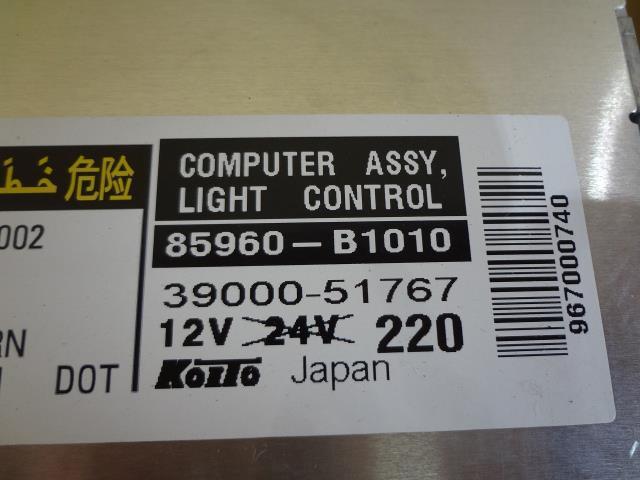 خطر 危险
002
RN
DOT
COMPUTER ASSY,
LIGHT CONTROL
85960-B1010
39000-51767
12V 24V 220
KOITO Japan
967000740